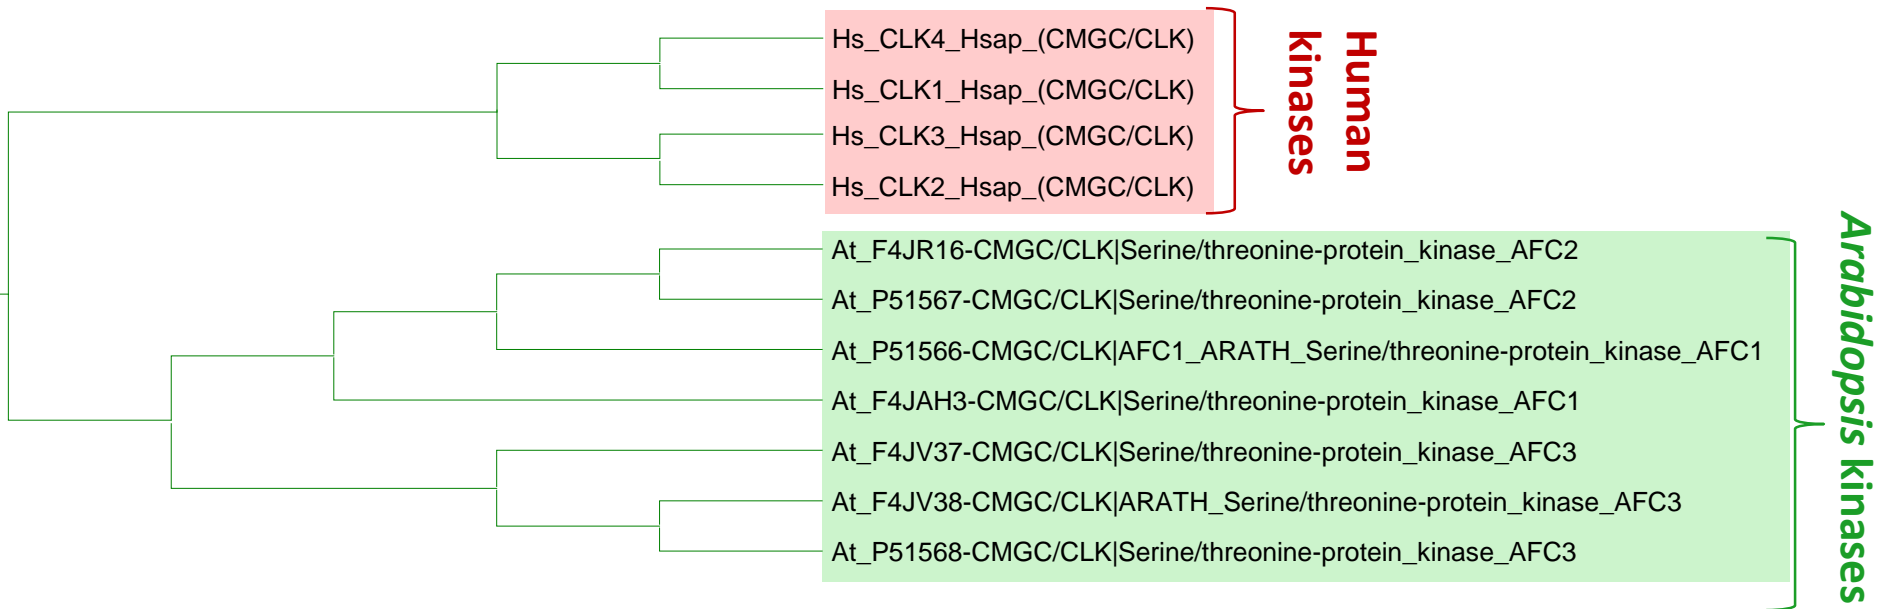 Hs_CLK4_Hsap_(CMGC/CLK)
Hs_CLK1_Hsap_(CMGC/CLK)
Hs_CLK3_Hsap_(CMGC/CLK)
Hs_CLK2_Hsap_(CMGC/CLK)
Human
kinases
At_F4JR16-CMGC/CLK|Serine/threonine-protein_kinase_AFC2
At_P51567-CMGC/CLK|Serine/threonine-protein_kinase_AFC2
At_P51566-CMGC/CLK|AFC1_ARATH_Serine/threonine-protein_kinase_AFC1
At_F4JAH3-CMGC/CLK|Serine/threonine-protein_kinase_AFC1
At_F4JV37-CMGC/CLK|Serine/threonine-protein_kinase_AFC3
At_F4JV38-CMGC/CLK|ARATH_Serine/threonine-protein_kinase_AFC3
At_P51568-CMGC/CLK|Serine/threonine-protein_kinase_AFC3
Arabidopsis kinases